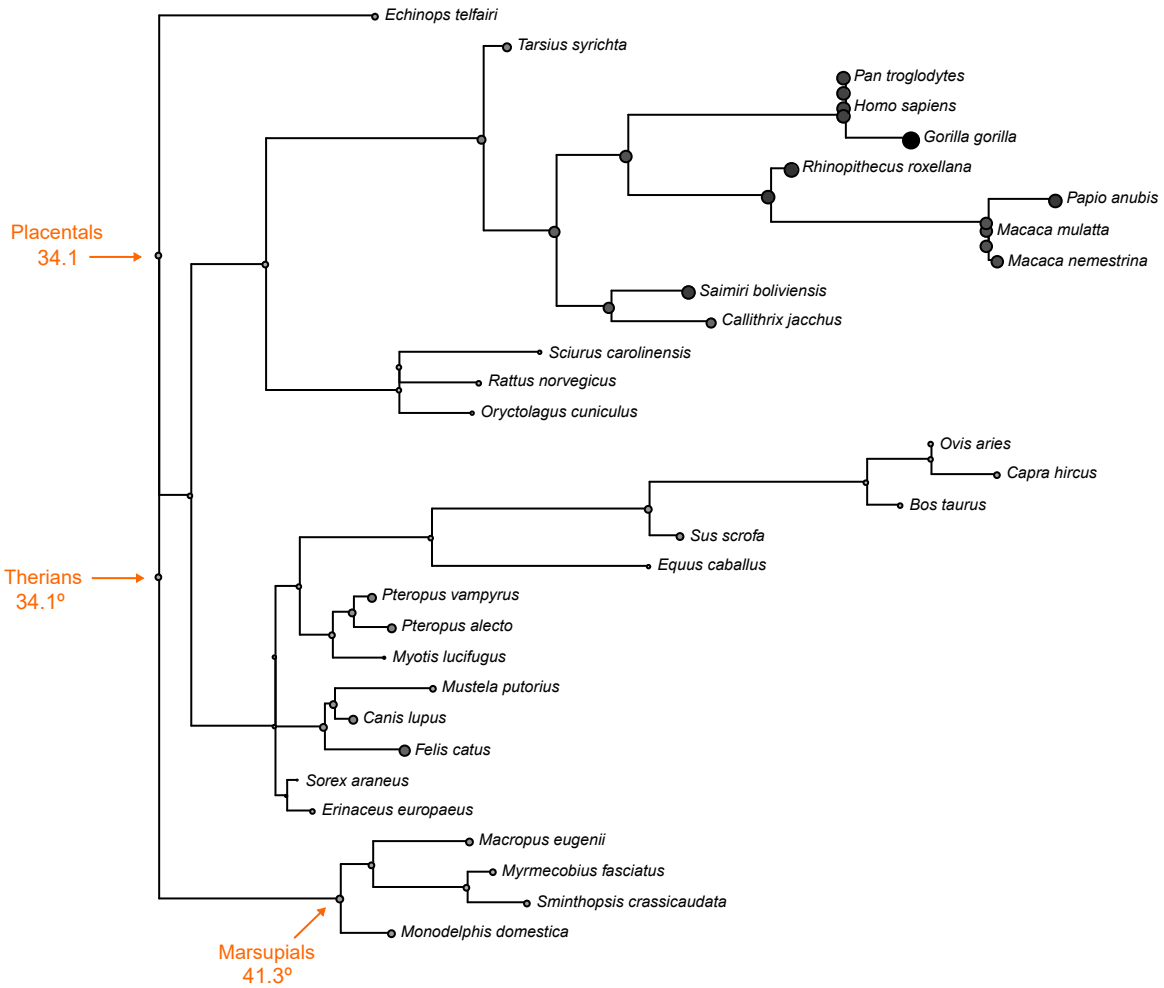 Echinops telfairi
Tarsius syrichta
Pan troglodytes
Homo sapiens
Gorilla gorilla
Rhinopithecus roxellana
Papio anubis
Macaca mulatta
Placentals
34.1
Macaca nemestrina
Saimiri boliviensis
Callithrix jacchus
Sciurus carolinensis
Rattus norvegicus
Oryctolagus cuniculus
Ovis aries
Capra hircus
Bos taurus
Sus scrofa
Equus caballus
Therians
34.1º
Pteropus vampyrus
Pteropus alecto
Myotis lucifugus
Mustela putorius
Canis lupus
Felis catus
Sorex araneus
Erinaceus europaeus
Macropus eugenii
Myrmecobius fasciatus
Sminthopsis crassicaudata
Monodelphis domestica
Marsupials
41.3º